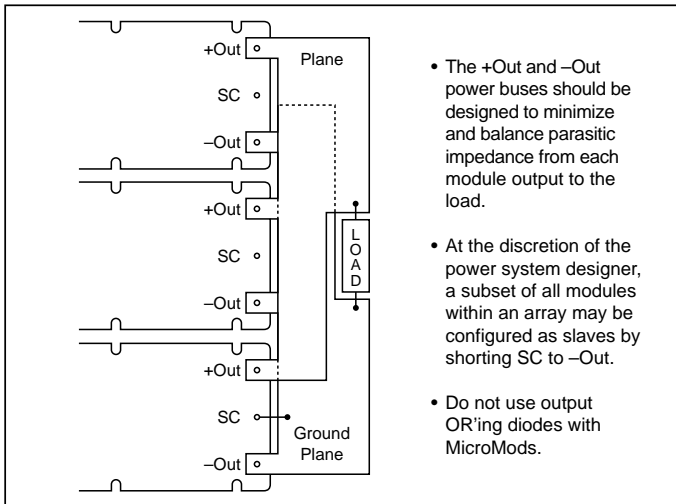 +Out
Plane
SC
–Out
+Out
SC
–Out
LOAD
+Out
SC
Ground
Plane
–Out
• The +Out and –Out
power buses should be
designed to minimize
and balance parasitic
impedance from each
module output to the
load.
• At the discretion of the
power system designer,
a subset of all modules
within an array may be
configured as slaves by
shorting SC to –Out.
• Do not use output
OR'ing diodes with
MicroMods.